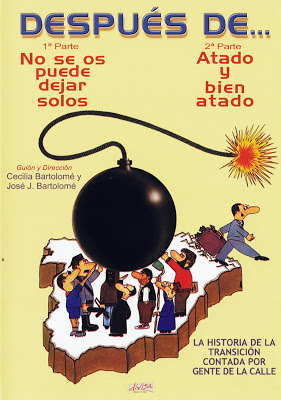 DESPUÉS DE...
1ª Parte
No se os
puede
dejar
solos
2ª Parte
Atado
y
bien
atado
Guión y Dirección
Cecilia Bartolomé y
José J. Bartolomé
LA HISTORIA DE LA
TRANSICIÓN
CONTADA POR
GENTE DE LA CALLE
divisa